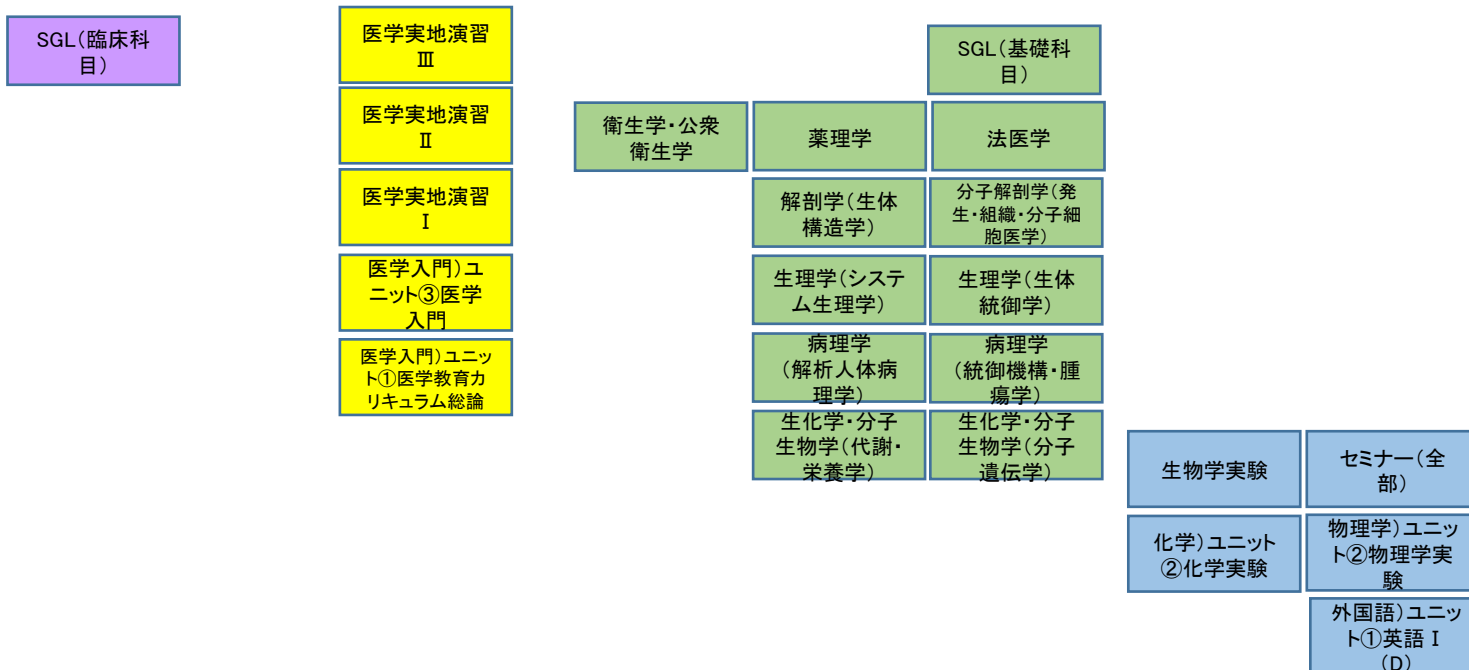 SGL(臨床科
目)
医学実地演習
Ⅲ
SGL(基礎科
目)
医学実地演習
Ⅱ
衛生学・公衆
衛生学
薬理学
法医学
医学実地演習
Ⅰ
解剖学(生体
構造学)
分子解剖学(発
生・組織・分子細
胞医学)
医学入門)ユ
ニット③医学
入門
生理学(システ
ム生理学)
生理学(生体
統御学)
医学入門)ユニッ
ト①医学教育カ
リキュラム総論
病理学
(解析人体病
理学)
病理学
(統御機構・腫
瘍学)
生化学・分子
生物学(代謝・
栄養学)
生化学・分子
生物学(分子
遺伝学)
生物学実験
セミナー(全
部)
化学)ユニット
②化学実験
物理学)ユニッ
ト②物理学実
験
外国語)ユニッ
ト①英語Ⅰ
(D)